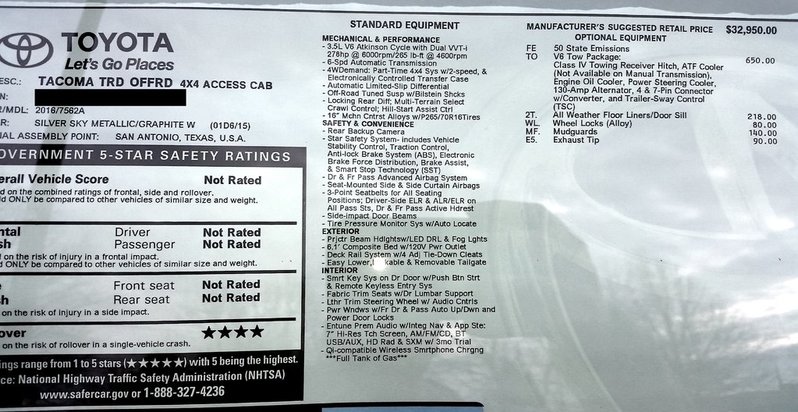 TOYOTA
Let's Go Places
ESC.: TACOMA TRD OFFRD 4X4 ACCESS CAB
N:
/MDL: 2016/7562A
R: SILVER SKY METALLIC/GRAPHITE W (01D6/15)
AL ASSEMBLY POINT: SAN ANTONIO, TEXAS, U.S.A.
OVERNMENT 5-STAR SAFETY RATINGS
erall Vehicle Score Not Rated
d on the combined ratings of frontal, side and rollover.
ld ONLY be compared to other vehicles of similar size and weight.
ntal Driver Not Rated
sh Passenger Not Rated
d on the risk of injury in a frontal impact.
d ONLY be compared to other vehicles of similar size and weight.
e Front seat Not Rated
h Rear seat Not Rated
on the risk of injury in a side impact.
over ★★★★
on the risk of rollover in a single-vehicle crash.
ings range from 1 to 5 stars (★★★★★) with 5 being the highest.
ce: National Highway Traffic Safety Administration (NHTSA)
www.safercar.gov or 1-888-327-4236
STANDARD EQUIPMENT
MECHANICAL & PERFORMANCE
- 3.5L V6 Atkinson Cycle with Dual VVT-i
278hp @ 6000rpm/265 lb-ft @ 4600rpm
- 6-Spd Automatic Transmission
- 4WDemand: Part-Time 4x4 Sys w/2-speed, &
Electronically Controlled Transfer Case
- Automatic Limited-Slip Differential
- Off-Road Tuned Susp w/Bilstein Shcks
- Locking Rear Diff; Multi-Terrain Select
Crawl Control; Hill-Start Assist Ctrl
- 16" Mchn Cntrst Alloys w/P265/70R16Tires
SAFETY & CONVENIENCE
- Rear Backup Camera
- Star Safety System- includes Vehicle
Stability Control, Traction Control,
Anti-lock Brake System (ABS), Electronic
Brake Force Distribution, Brake Assist,
& Smart Stop Technology (SST)
- Dr & Fr Pass Advanced Airbag System
- Seat-Mounted Side & Side Curtain Airbags
- 3-Point Seatbelts for All Seating
Positions; Driver-Side ELR & ALR/ELR on
All Pass Sts, Dr & Fr Pass Active Hdrest
- Side-Impact Door Beams
- Tire Pressure Monitor Sys w/Auto Locate
EXTERIOR
- Prjctr Beam Hdlghtsw/LED DRL & Fog Lghts
- 6.1' Composite Bed w/120V Pwr Outlet
- Deck Rail System w/4 Adj Tie-Down Cleats
- Easy Lower, & Removable Tailgate
INTERIOR
- Smrt Key Sys on Dr Door w/Push Btn Strt
& Remote Keyless Entry Sys
- Fabric Trim Seats w/Dr Lumbar Support
- Lthr Trim Steering Wheel w/ Audio Cntrls
- Pwr Wndws w/Fr Dr & Pass Auto Up/Dwn and
Power Door Locks
- Entune Prem Audio w/Integ Nav & App Ste:
7" Hi-Res Tch Screen, AM/FM/CD, BT
USB/AUX, HD Rad & SXM w/ 3mo Trial
- Qi-compatible Wireless Smrtphone Chrgng
***Full Tank of Gas***
MANUFACTURER'S SUGGESTED RETAIL PRICE $32,950.00
OPTIONAL EQUIPMENT
FE 50 State Emissions
TO V6 Tow Package: 650.00
Class IV Towing Receiver Hitch, ATF Cooler
(Not Available on Manual Transmission),
Engine Oil Cooler, Power Steering Cooler,
130-Amp Alternator, 4 & 7-Pin Connector
w/Converter, and Trailer-Sway Control
(TSC)
2T. All Weather Floor Liners/Door Sill 218.00
WL. Wheel Locks (Alloy) 80.00
MF. Mudguards 140.00
E5. Exhaust Tip 90.00